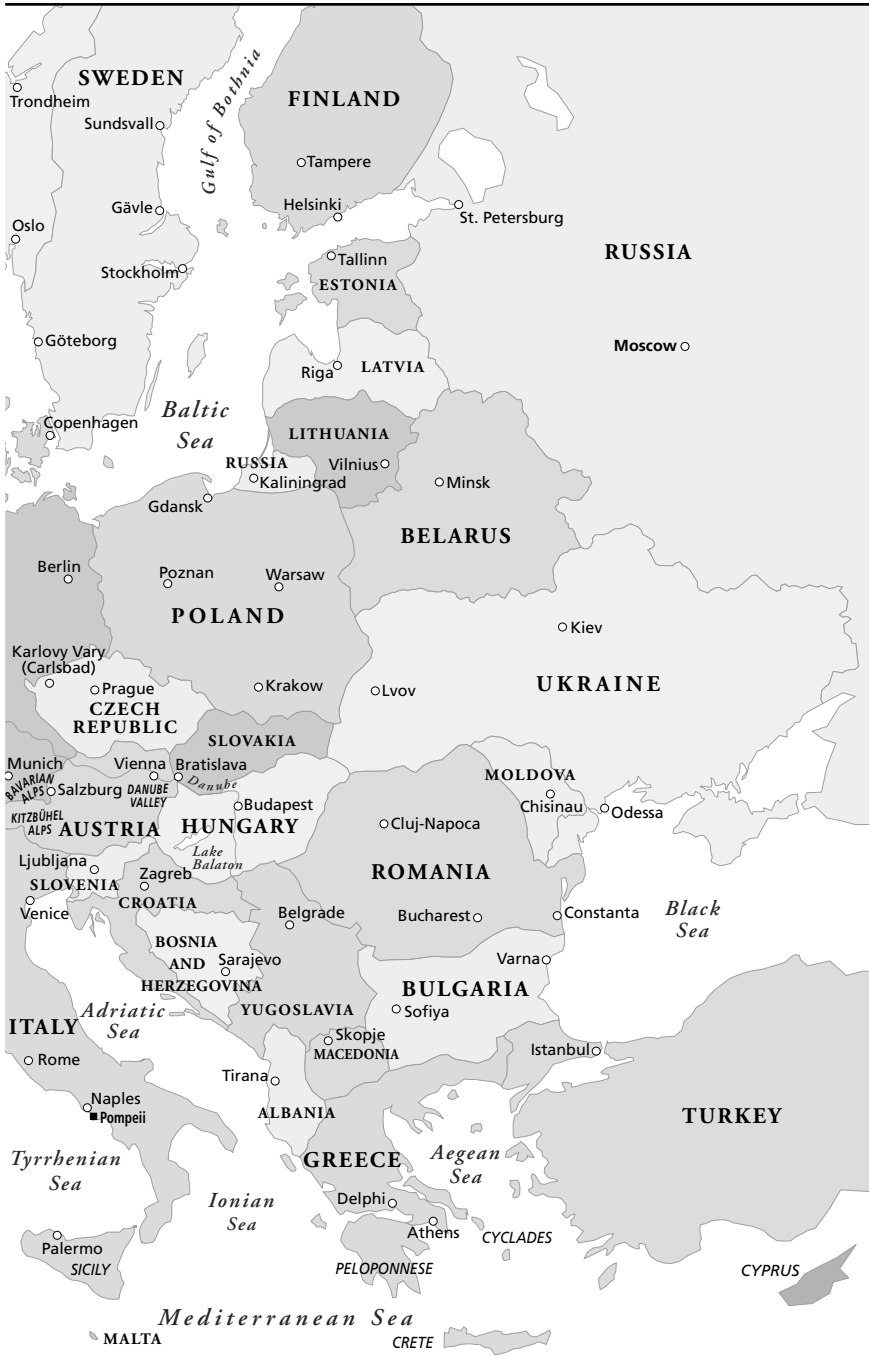 SWEDEN
Trondheim
Sundsvall
Gulf of Bothnia
FINLAND
Tampere
Gävle
Helsinki
St. Petersburg
Oslo
RUSSIA
Stockholm
Tallinn
ESTONIA
Göteborg
Moscow
Riga
LATVIA
Baltic
Sea
Copenhagen
LITHUANIA
RUSSIA
Vilnius
Kaliningrad
Minsk
Gdansk
BELARUS
Berlin
Poznan
Warsaw
POLAND
Kiev
Karlovy Vary
(Carlsbad)
Prague
Krakow
Lvov
UKRAINE
CZECH
REPUBLIC
SLOVAKIA
Munich
Vienna
Bratislava
MOLDOVA
BAVARIAN
ALPS
Salzburg
DANUBE
VALLEY
Danube
Chisinau
Budapest
Odessa
KITZBÜHEL
ALPS
AUSTRIA
HUNGARY
Cluj-Napoca
Lake
Balaton
Ljubljana
SLOVENIA
Zagreb
CROATIA
ROMANIA
Venice
Belgrade
Bucharest
Constanta
Black
Sea
BOSNIA
AND
HERZEGOVINA
Sarajevo
Varna
BULGARIA
YUGOSLAVIA
Sofiya
Adriatic
Sea
ITALY
Skopje
MACEDONIA
Istanbul
Rome
Tirana
Naples
Pompeii
ALBANIA
TURKEY
Tyrrhenian
Sea
GREECE
Aegean
Sea
Ionian
Sea
Delphi
Athens
CYCLADES
Palermo
SICILY
PELOPONNESE
CYPRUS
Mediterranean Sea
MALTA
CRETE